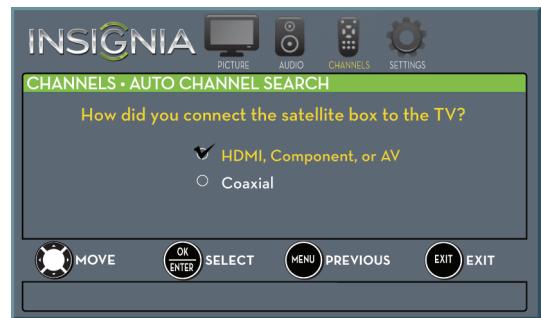 INSIGNIA
PICTURE AUDIO CHANNELS SETTINGS
CHANNELS • AUTO CHANNEL SEARCH
How did you connect the satellite box to the TV?
HDMI, Component, or AV
Coaxial
MOVE OK ENTER SELECT MENU PREVIOUS EXIT EXIT